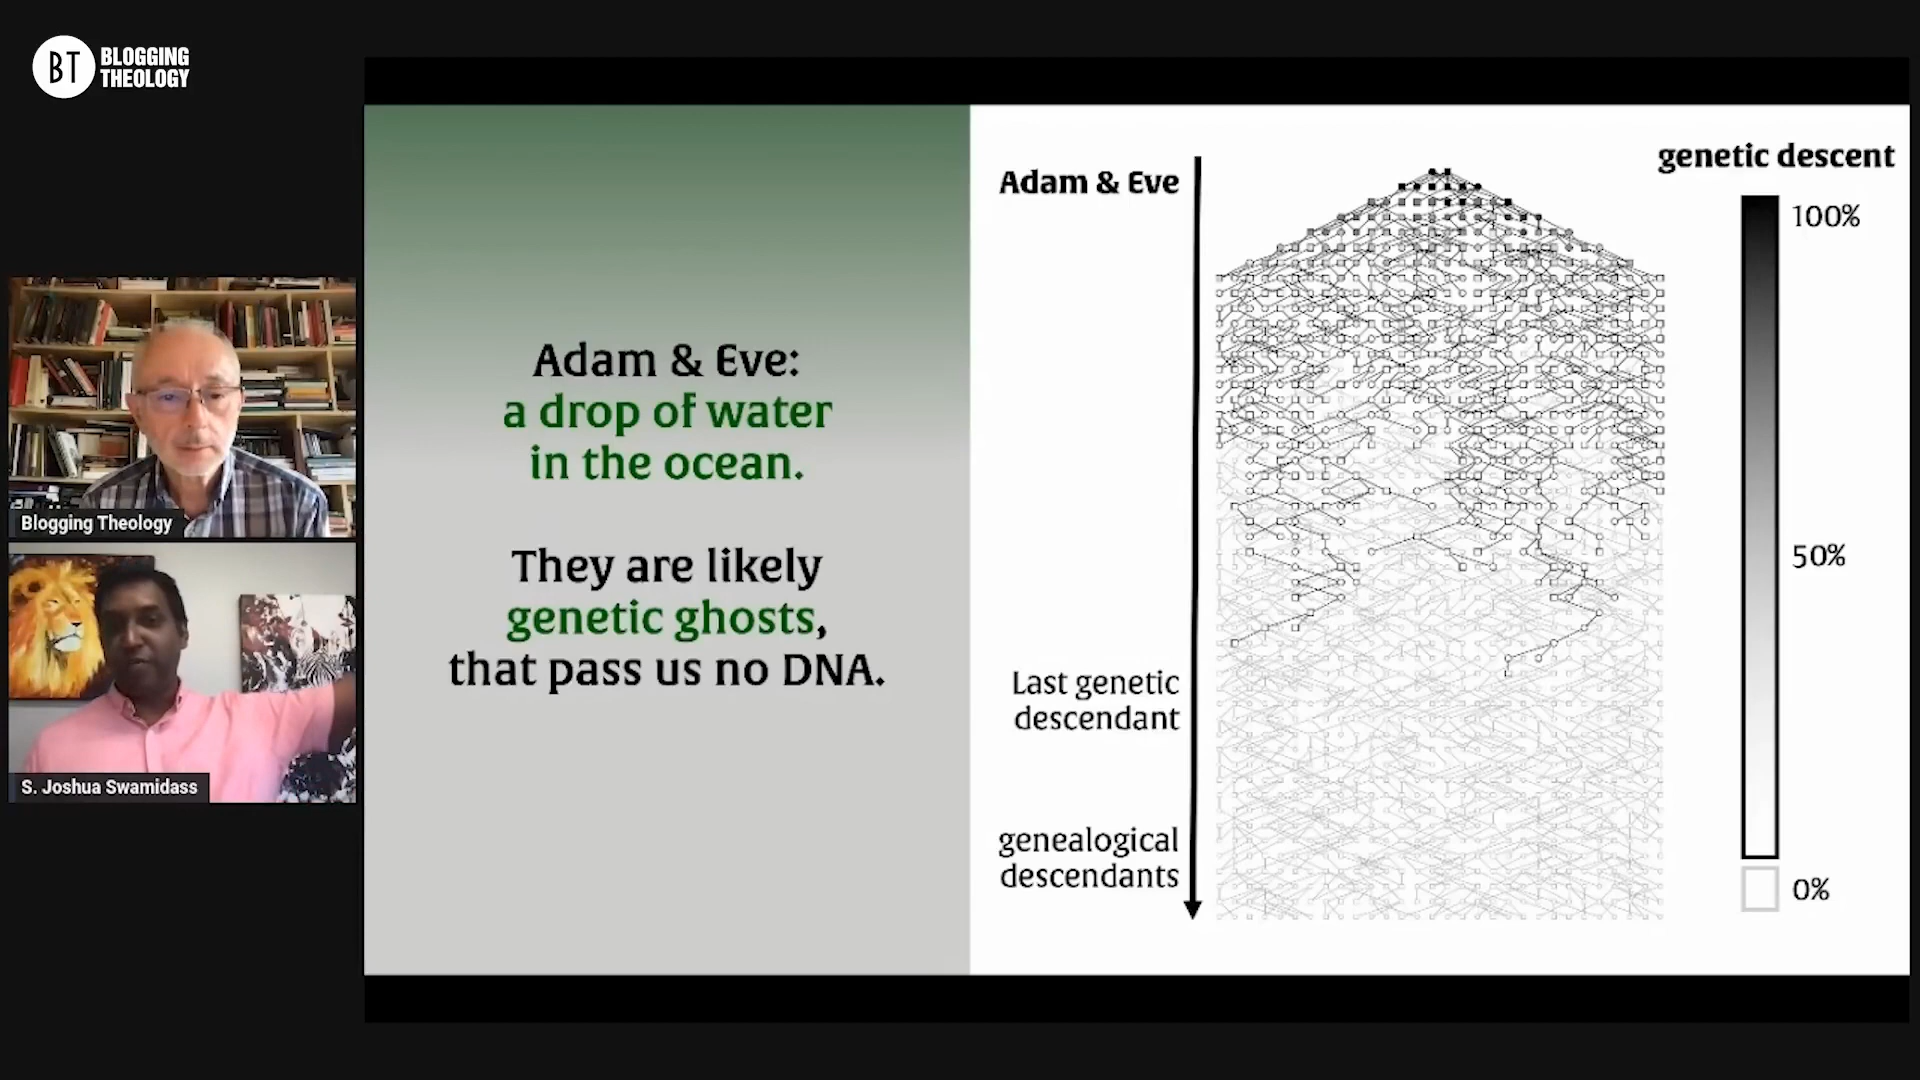 BT BLOGGING
THEOLOGY
Blogging Theology
S. Joshua Swamidass
Adam & Eve:
a drop of water
in the ocean.
They are likely
genetic ghosts,
that pass us no DNA.
Adam & Eve
Last genetic
descendant
genealogical
descendants
genetic descent
100%
50%
0%